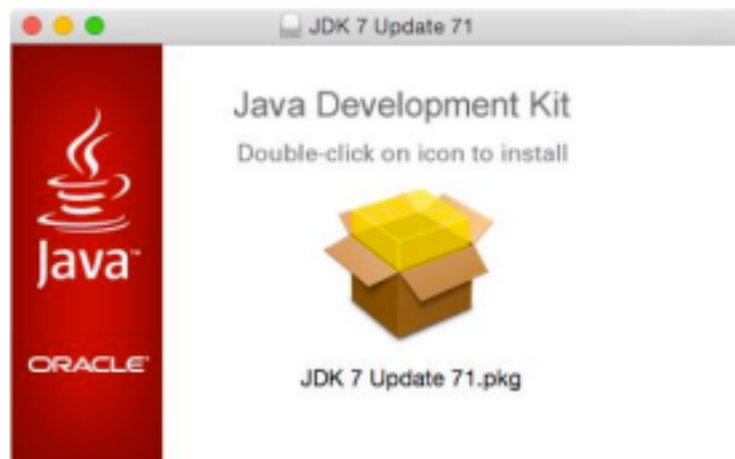 JDK 7 Update 71
Java Development Kit
Double-click on icon to install
Java™
ORACLE®
JDK 7 Update 71.pkg